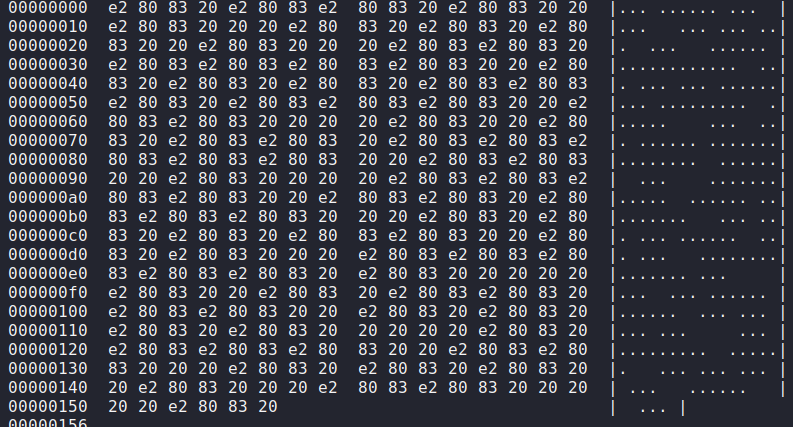 00000000  e2 80 83 20 e2 80 83 e2  80 83 20 e2 80 83 20 20  |... ...... ...  |
00000010  e2 80 83 20 20 20 e2 80  83 20 e2 80 83 20 e2 80  |...   ... ... ..|
00000020  83 20 20 e2 80 83 20 20  20 e2 80 83 e2 80 83 20  |.  ...   ...... |
00000030  e2 80 83 e2 80 83 e2 80  83 e2 80 83 20 20 e2 80  |............  ..|
00000040  83 20 e2 80 83 20 e2 80  83 20 e2 80 83 e2 80 83  |. ... ... ......|
00000050  e2 80 83 20 e2 80 83 e2  80 83 e2 80 83 20 20 e2  |... .........  .|
00000060  80 83 e2 80 83 20 20 20  20 e2 80 83 20 20 e2 80  |.....    ...  ..|
00000070  83 20 e2 80 83 e2 80 83  20 e2 80 83 e2 80 83 e2  |. ...... .......|
00000080  80 83 e2 80 83 e2 80 83  20 20 e2 80 83 e2 80 83  |........  ......|
00000090  20 20 e2 80 83 20 20 20  20 e2 80 83 e2 80 83 e2  |  ...    .......|
000000a0  80 83 e2 80 83 20 20 e2  80 83 e2 80 83 20 e2 80  |.....  ...... ..|
000000b0  83 e2 80 83 e2 80 83 20  20 20 e2 80 83 20 e2 80  |.......   ... ..|
000000c0  83 20 e2 80 83 20 e2 80  83 e2 80 83 20 20 e2 80  |. ... ......  ..|
000000d0  83 20 e2 80 83 20 20 20  e2 80 83 e2 80 83 e2 80  |. ...   ........|
000000e0  83 e2 80 83 e2 80 83 20  e2 80 83 20 20 20 20 20  |....... ...     |
000000f0  e2 80 83 20 20 e2 80 83  20 e2 80 83 e2 80 83 20  |...  ... ...... |
00000100  e2 80 83 e2 80 83 20 20  e2 80 83 20 e2 80 83 20  |......  ... ... |
00000110  e2 80 83 20 e2 80 83 20  20 20 20 20 e2 80 83 20  |... ...     ... |
00000120  e2 80 83 e2 80 83 e2 80  83 20 20 e2 80 83 e2 80  |.........  .....|
00000130  83 20 20 e2 80 83 20 e2  80 83 20 e2 80 83 20 20  |.  ... ... ...  |
00000140  20 e2 80 83 20 20 20 e2  80 83 e2 80 83 20 20 20  | ...   ......   |
00000150  20 20 e2 80 83 20  |  ... |
00000156